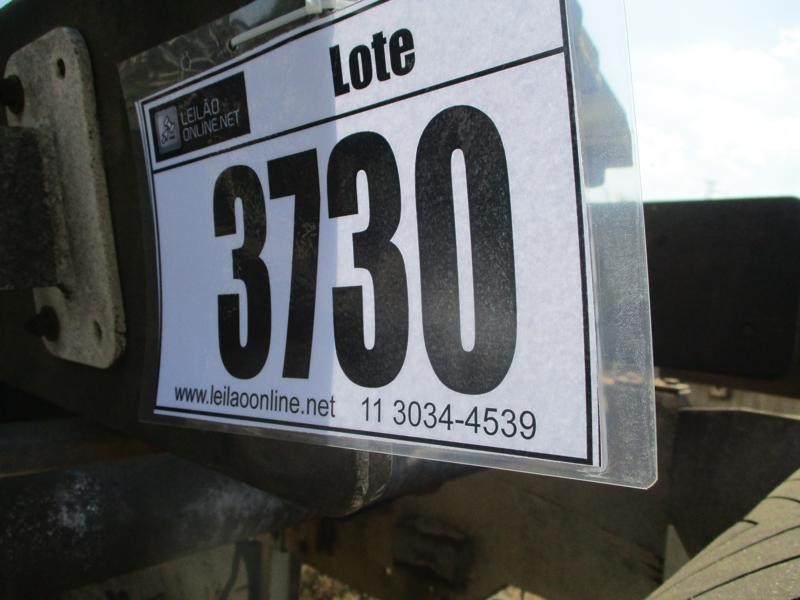 Lote
LEILÃO
ONLINE.NET
3730
www.leilaoonline.net 11 3034-4539